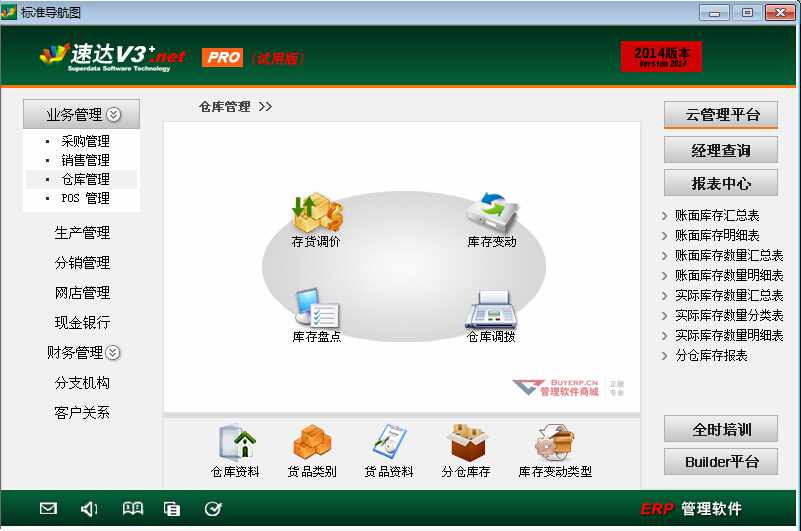 标准导航图
速达V3+.net PRO (试用版)
Superdata Software Technology
2014版本
Version 2014
业务管理
采购管理
销售管理
仓库管理
POS 管理
生产管理
分销管理
网店管理
现金银行
财务管理
分支机构
客户关系
仓库管理 >>
存货调价
库存变动
库存盘点
仓库调拨
BUYERP.CN
管理软件商城
正版
专业
仓库资料
货品类别
货品资料
分仓库存
库存变动类型
云管理平台
经理查询
报表中心
账面库存汇总表
账面库存明细表
账面库存数量汇总表
账面库存数量明细表
实际库存数量汇总表
实际库存数量分类表
实际库存数量明细表
分仓库存报表
全时培训
Builder平台
ERP 管理软件